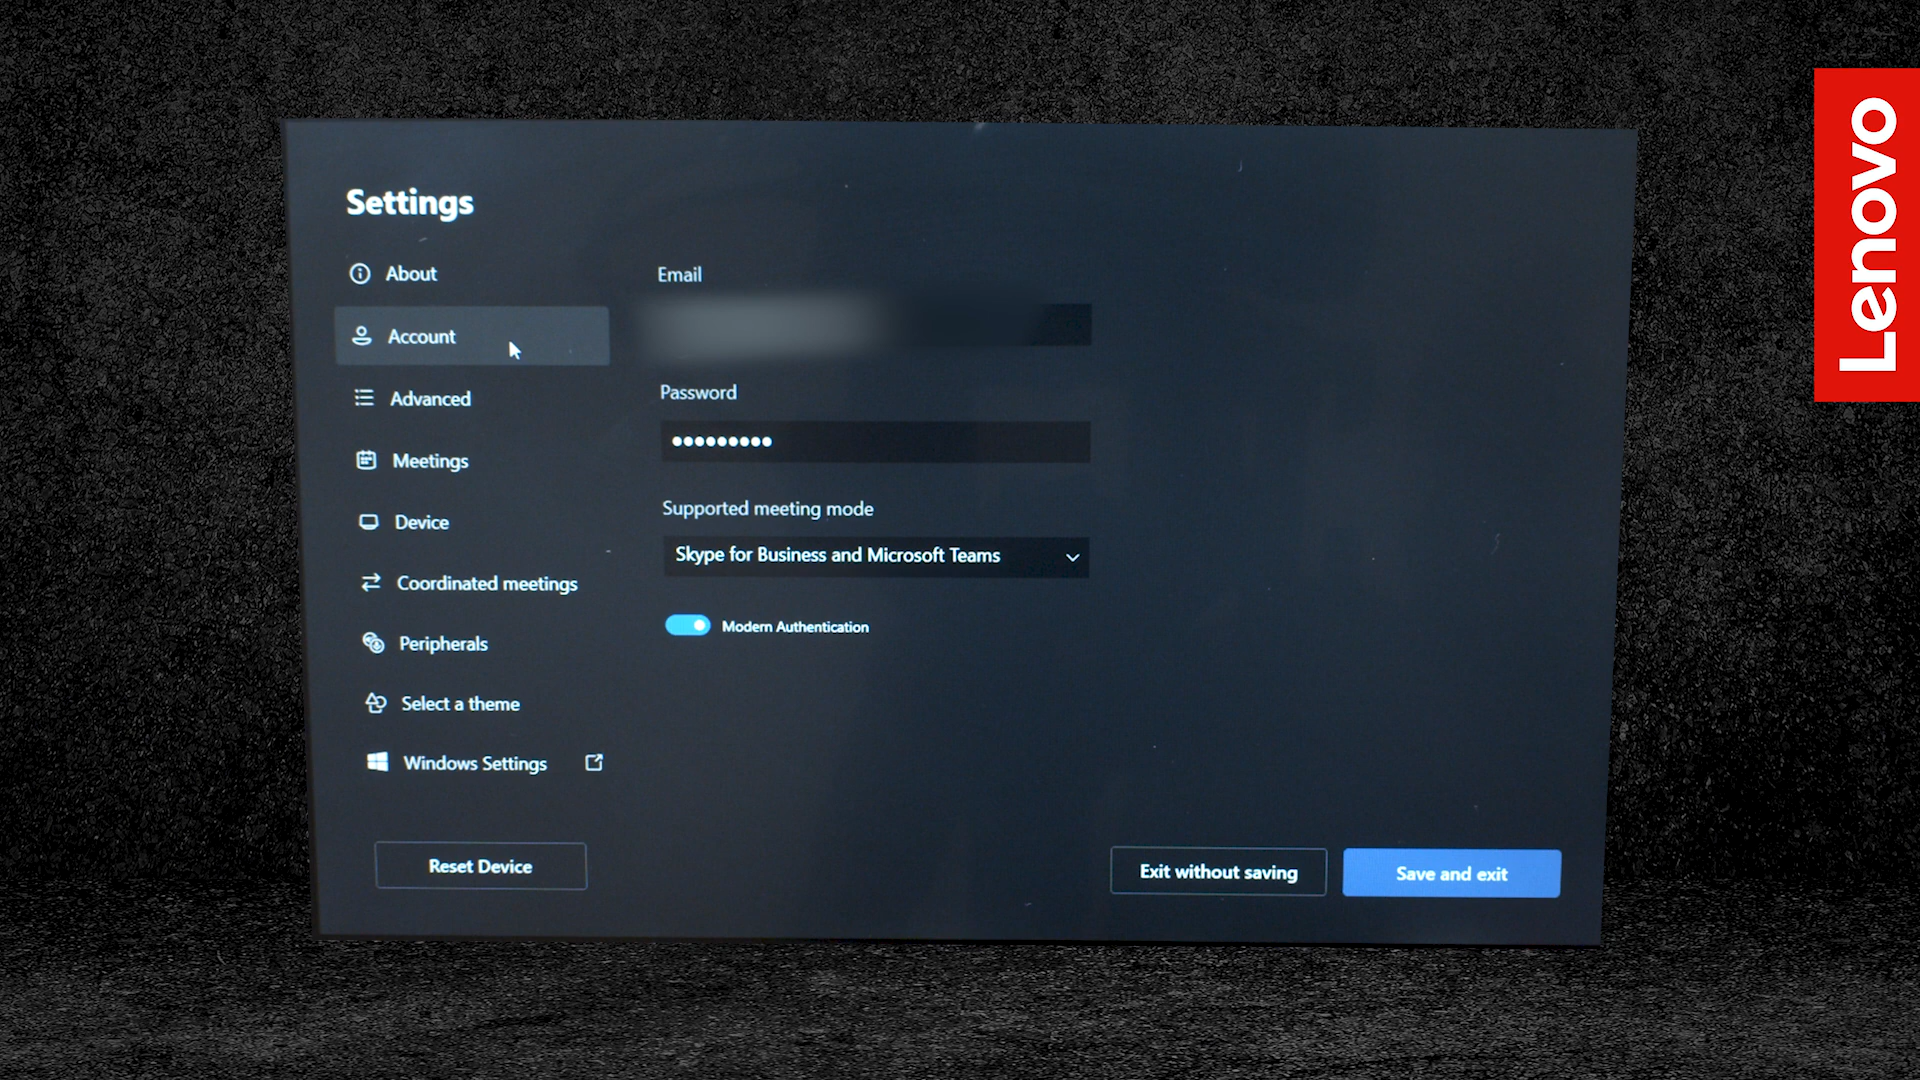 Settings
About
Account
Advanced
Meetings
Device
Coordinated meetings
Peripherals
Select a theme
Windows Settings
Reset Device
Email
Password
Supported meeting mode
Skype for Business and Microsoft Teams
Modern Authentication
Exit without saving
Save and exit
Lenovo